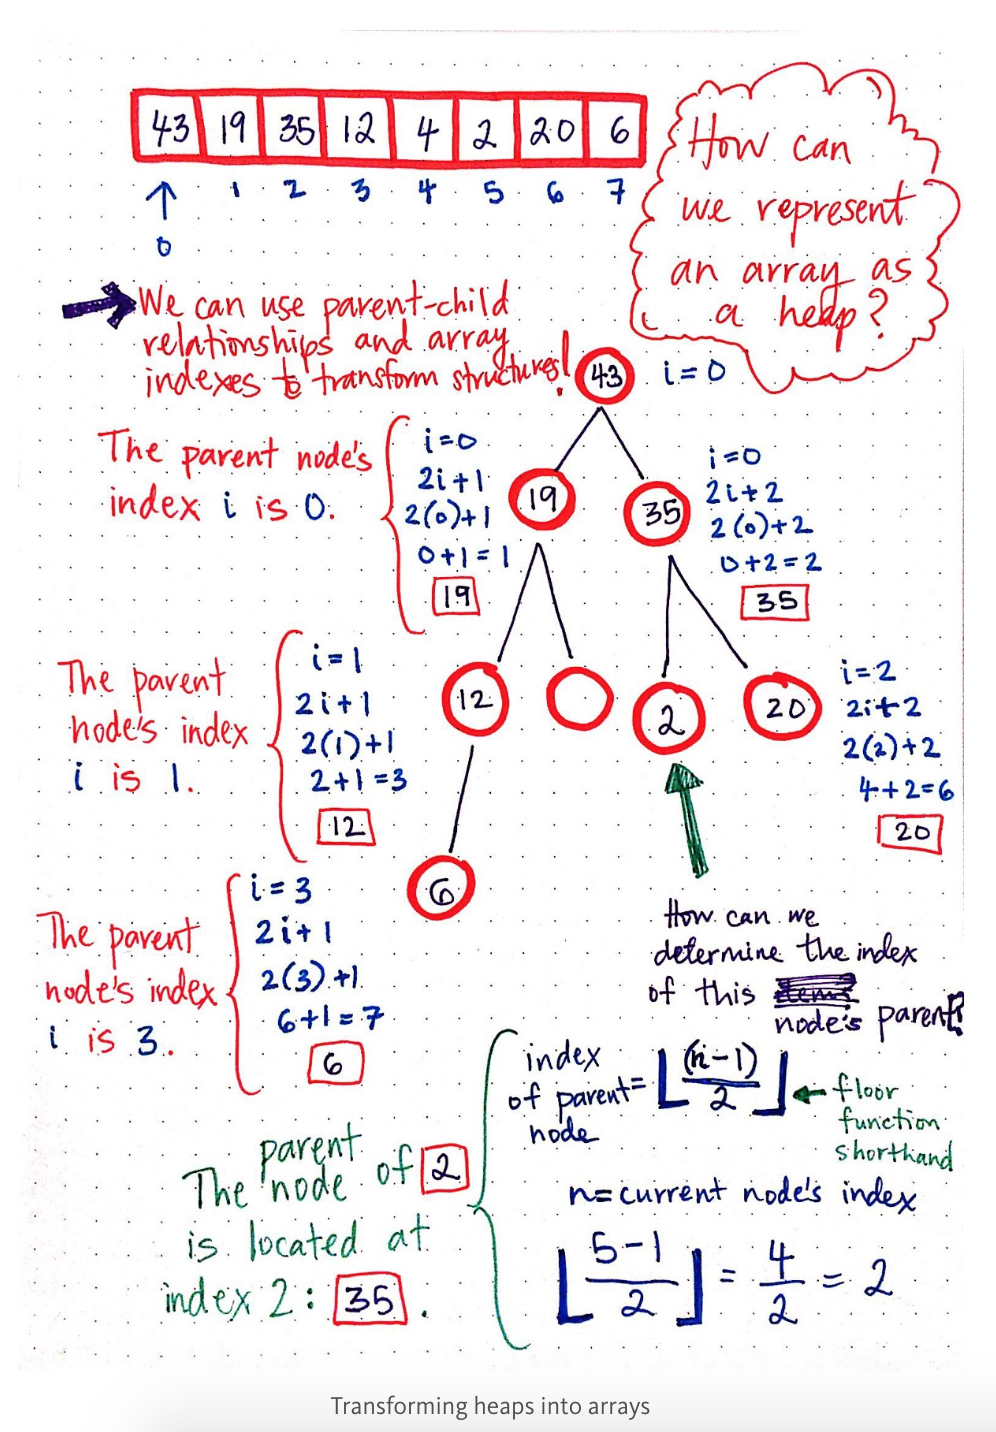 43 19 35 12 4 2 20 6
↑ 1 2 3 4 5 6 7
0
How can
we represent
an array as
a heap?
We can use parent-child
relationships and array
indexes to transform structures!
43 i=0
The parent node's
index i is 0.
i=0
2i+1
2(0)+1
0+1=1
19
19
35
i=0
2i+2
2(0)+2
0+2=2
35
The parent
node's index
i is 1.
i=1
2i+1
2(1)+1
2+1=3
12
12
2
20
i=2
2i+2
2(2)+2
4+2=6
20
The parent
node's index
i is 3.
i=3
2i+1
2(3)+1
6+1=7
6
6
How can we
determine the index
of this
node's parent?
index
of parent=
node
⌊(n-1)/2⌋
← floor
function
shorthand
n=current node's index
⌊5-1/2⌋ = 4/2 = 2
parent
The node of 2
is located at
index 2: 35.
Transforming heaps into arrays